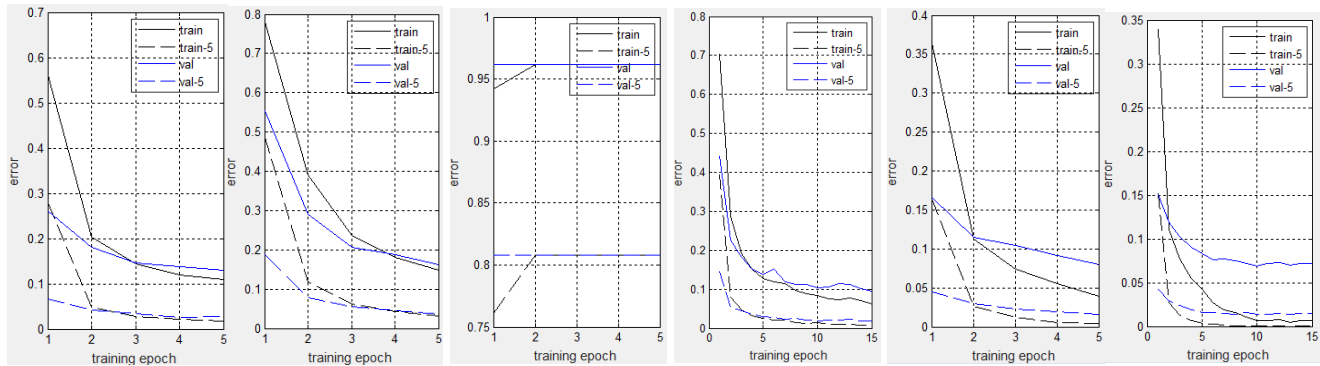 0.7
0.6
0.5
0.4
0.3
0.2
0.1
0
error
1 2 3 4 5
training epoch
train
train-5
val
val-5
0.8
0.7
0.6
0.5
0.4
0.3
0.2
0.1
0
error
1 2 3 4 5
training epoch
train
train-5
val
val-5
1
0.95
0.9
0.85
0.8
0.75
error
1 2 3 4 5
training epoch
train
train-5
val
val-5
0.8
0.7
0.6
0.5
0.4
0.3
0.2
0.1
0
error
0 5 10 15
training epoch
train
train-5
val
val-5
0.4
0.35
0.3
0.25
0.2
0.15
0.1
0.05
0
error
1 2 3 4 5
training epoch
train
train-5
val
val-5
0.35
0.3
0.25
0.2
0.15
0.1
0.05
0
error
0 5 10 15
training epoch
train
train-5
val
val-5